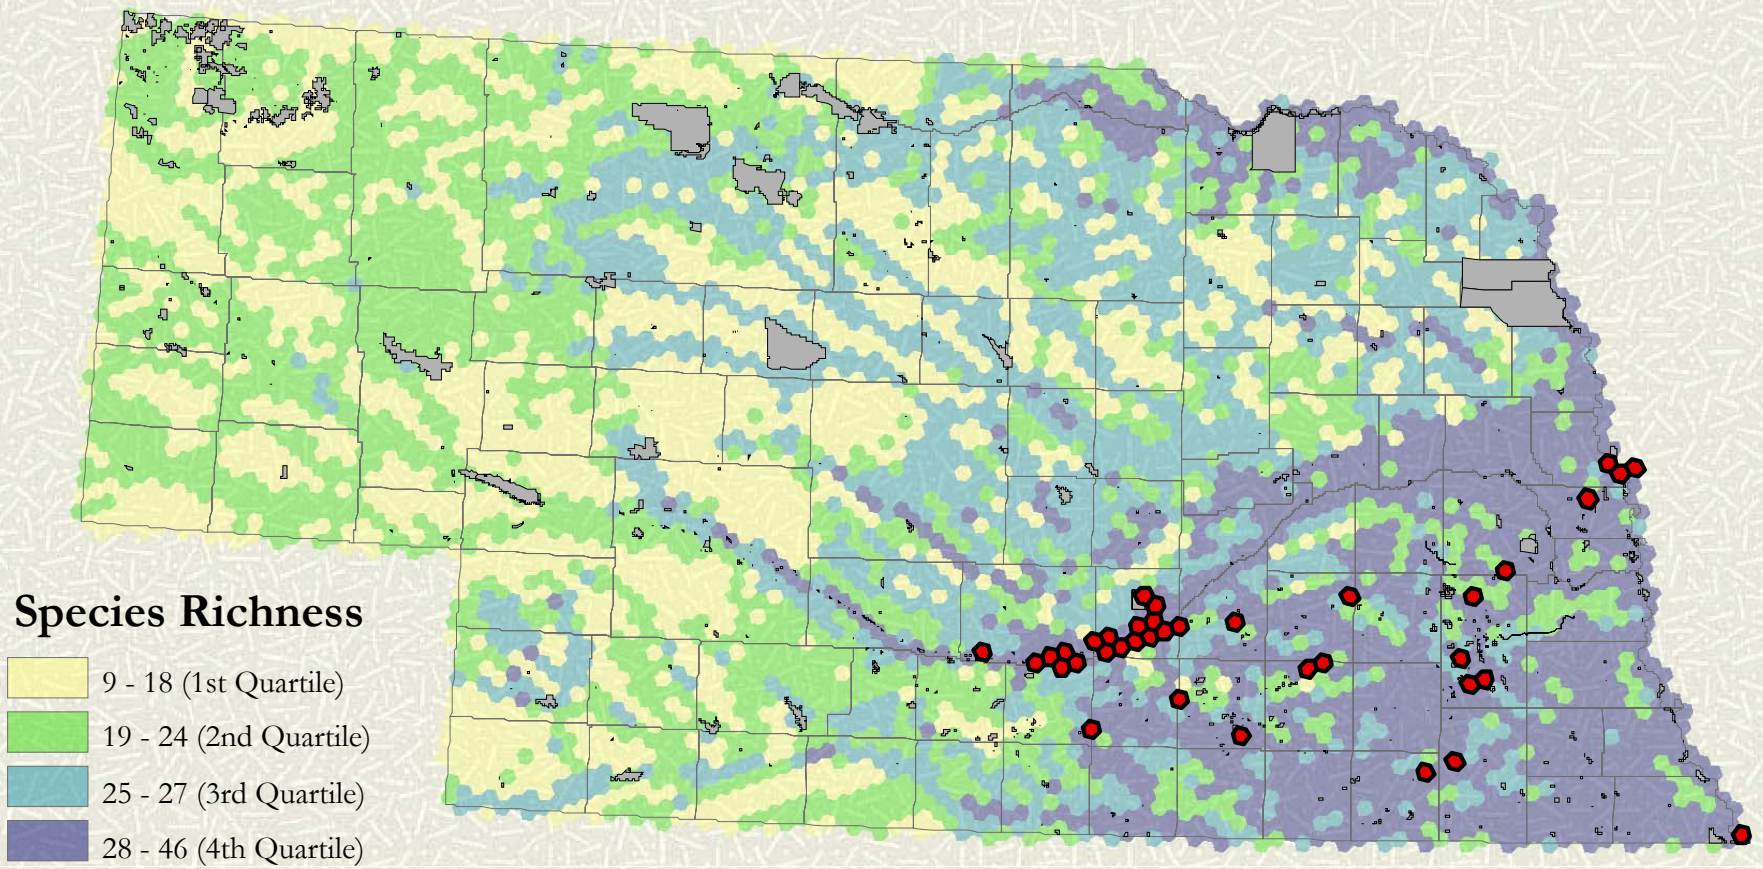 Species Richness
9 - 18 (1st Quartile)
19 - 24 (2nd Quartile)
25 - 27 (3rd Quartile)
28 - 46 (4th Quartile)